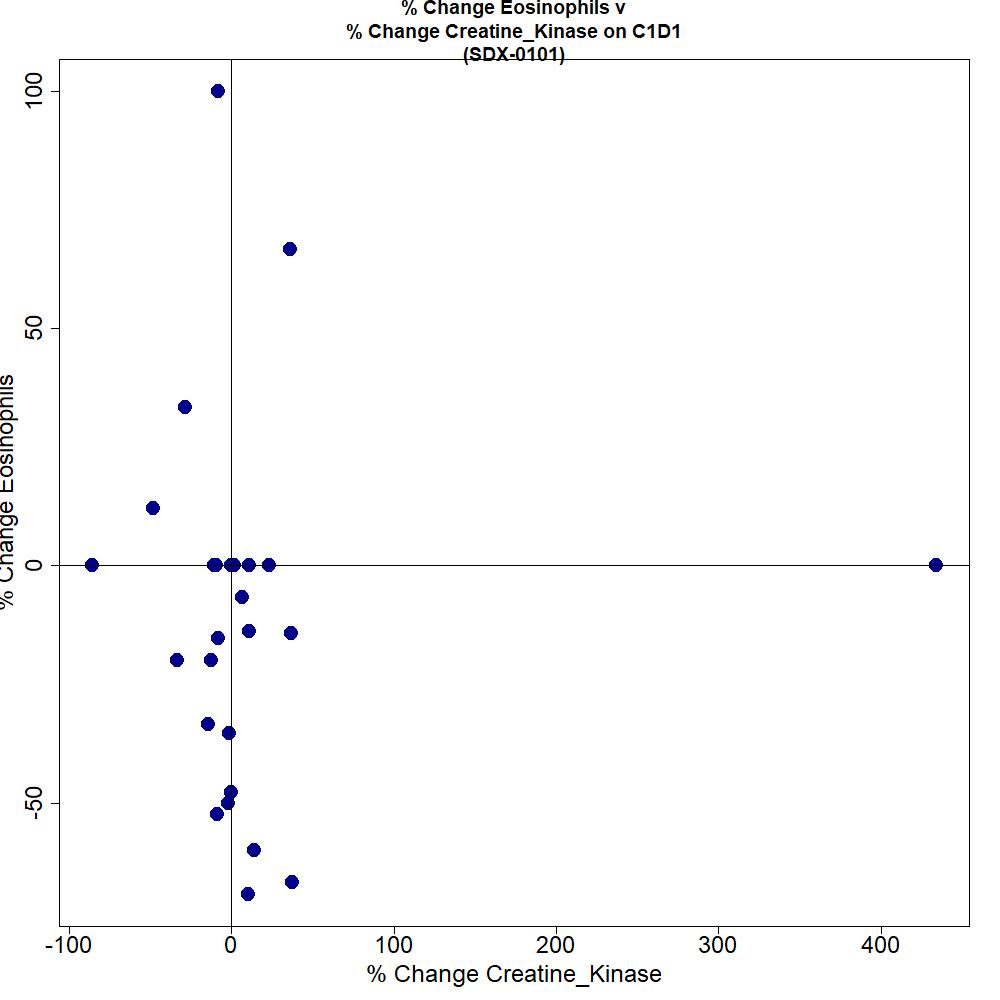 % Change Eosinophils v
% Change Creatine_Kinase on C1D1
(SDX-0101)
100
50
0
-50
% Change Eosinophils
-100
0
100
200
300
400
% Change Creatine_Kinase